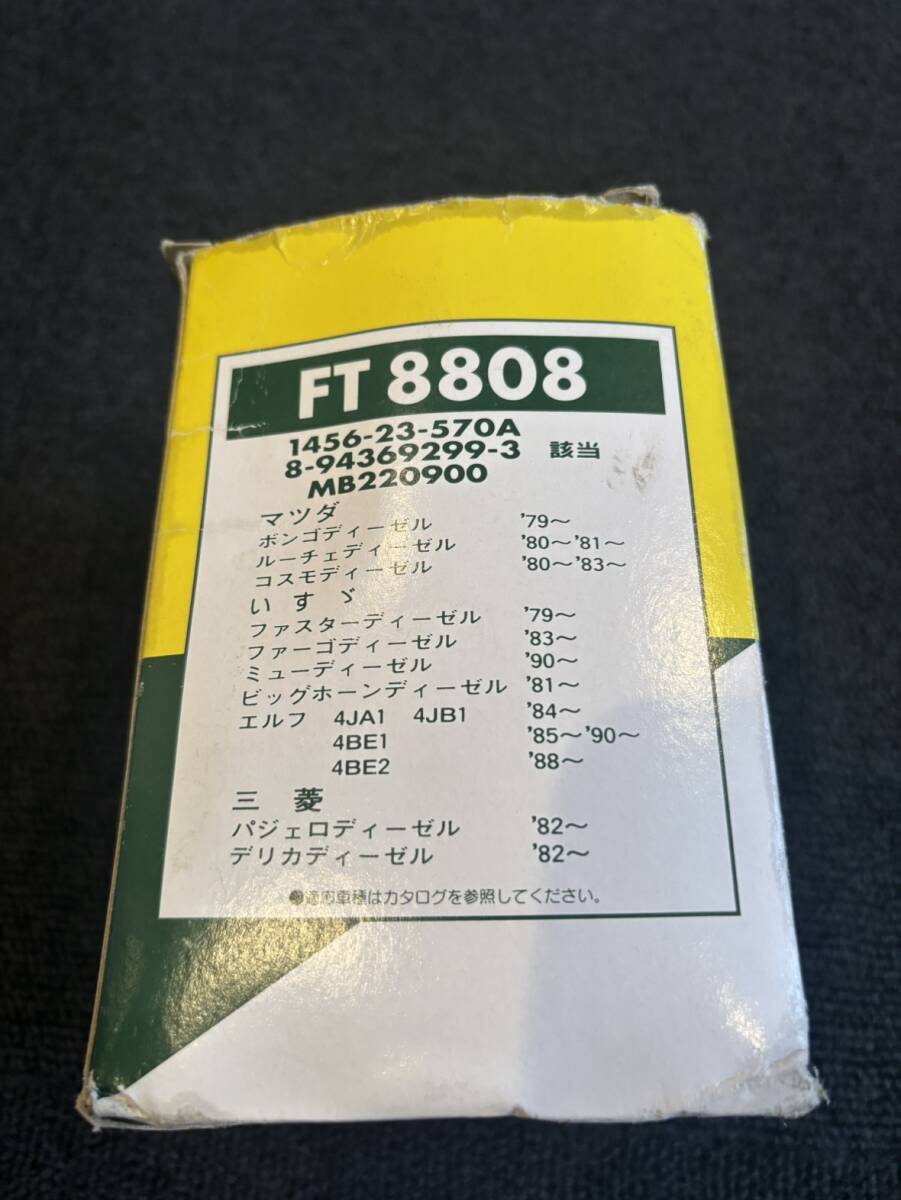 FT 8808
1456-23-570A
8-94369299-3 該当
MB220900
マツダ
ボンゴディーゼル '79～
ルーチェディーゼル '80～'81～
コスモディーゼル '80～'83～
いすゞ
ファスターディーゼル '79～
ファーゴディーゼル '83～
ミューディーゼル '90～
ビッグホーンディーゼル '81～
エルフ 4JA1 4JB1 '84～
4BE1 '85～'90～
4BE2 '88～
三菱
パジェロディーゼル '82～
デリカディーゼル '82～
●適応車種はカタログを参照してください。